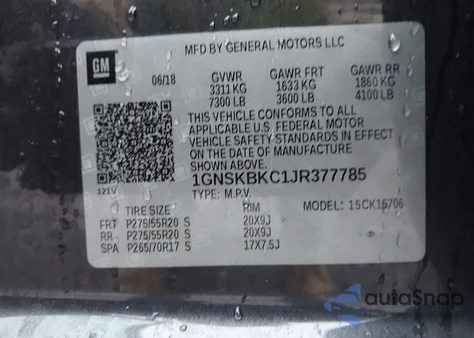 MFD BY GENERAL MOTORS LLC
GM
06/18 GVWR GAWR FRT GAWR RR
3311 KG 1633 KG 1860 KG
7300 LB 3600 LB 4100 LB
THIS VEHICLE CONFORMS TO ALL
APPLICABLE U.S. FEDERAL MOTOR
VEHICLE SAFETY STANDARDS IN EFFECT
ON THE DATE OF MANUFACTURE
SHOWN ABOVE.
1GNSKBKC1JR377785
121V TYPE: M.P.V.
TIRE SIZE RIM MODEL: 15CK15706
FRT P275/55R20 S 20X9J
RR P275/55R20 S 20X9J
SPA P265/70R17 S 17X7.5J
autoSnap